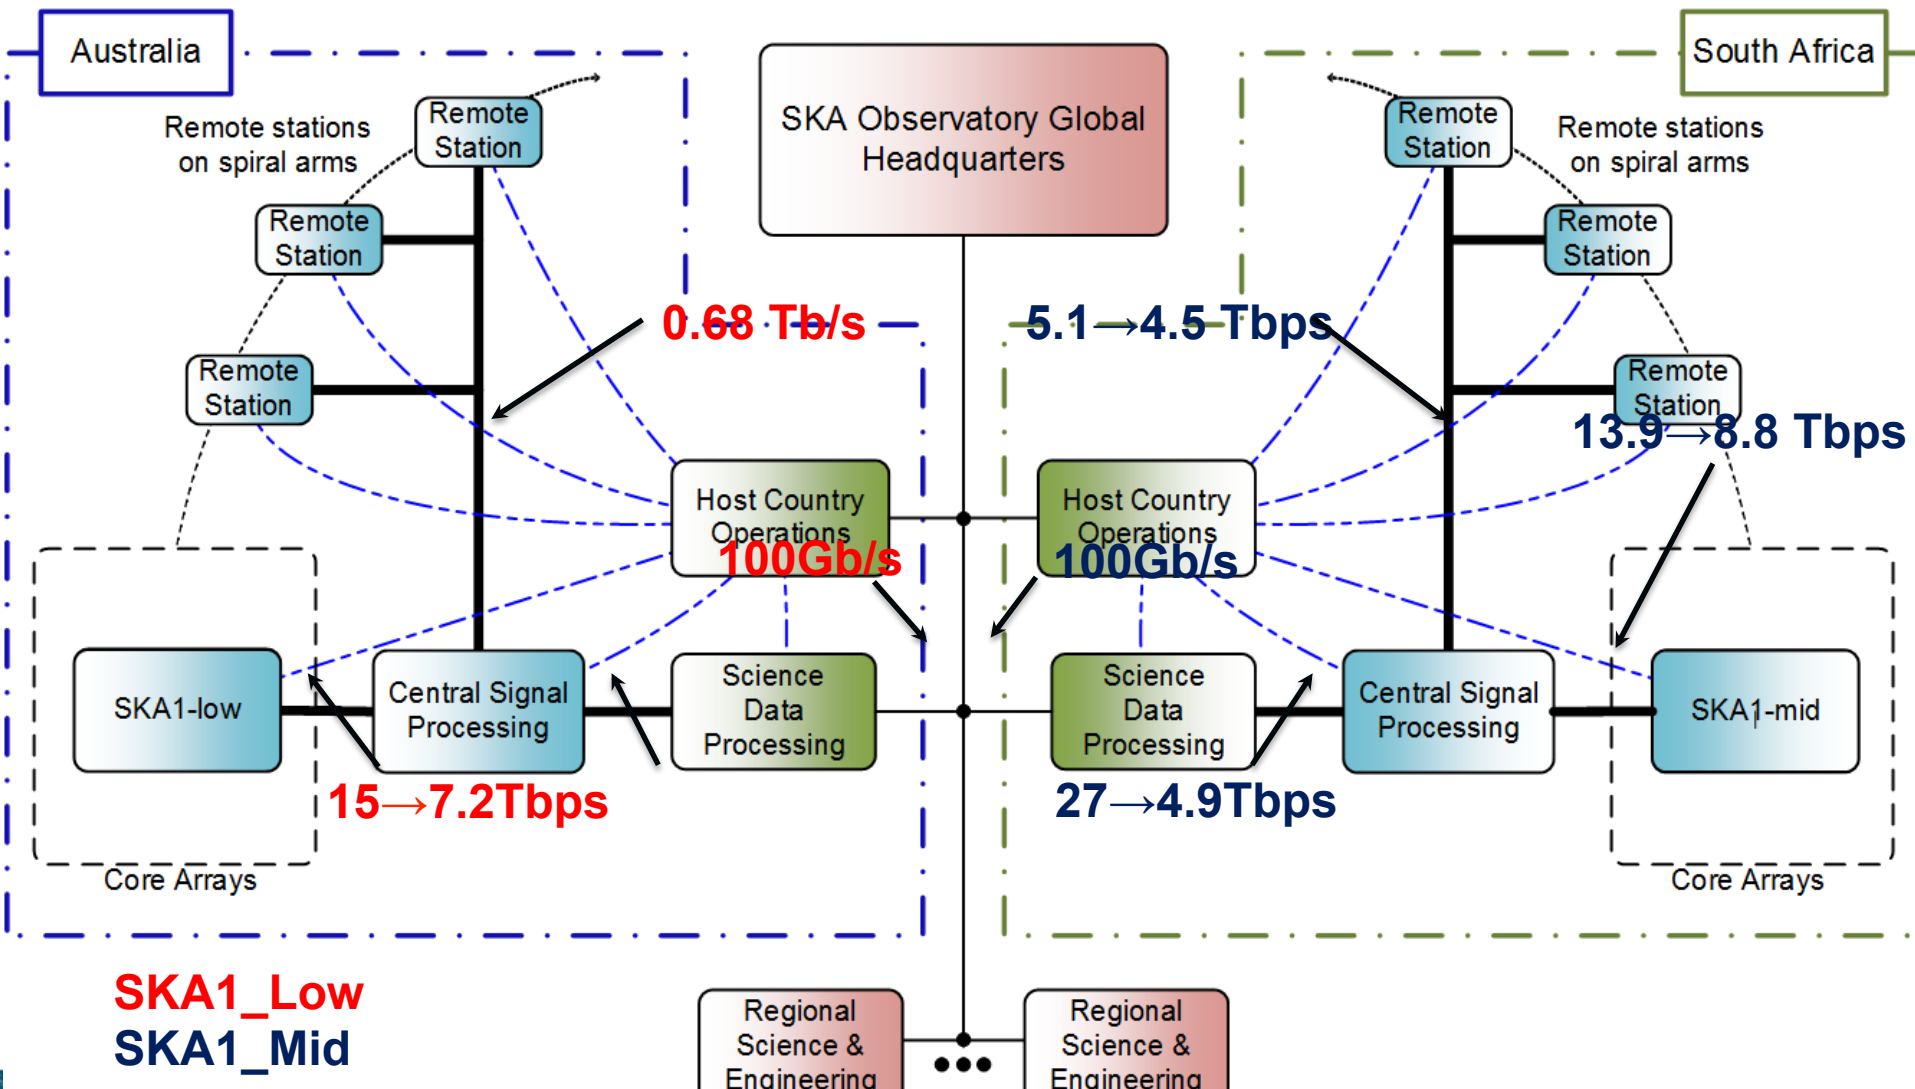 Australia
South Africa
SKA Observatory Global
Headquarters
Remote
Station
Remote stations
on spiral arms
Remote
Station
Remote
Station
Remote
Station
Remote stations
on spiral arms
Remote
Station
Remote
Station
0.68 Tb/s
5.1→4.5 Tbps
13.9→8.8 Tbps
Host Country
Operations
100Gb/s
Host Country
Operations
100Gb/s
SKA1-low
Central Signal
Processing
Science
Data
Processing
Science
Data
Processing
Central Signal
Processing
SKA1-mid
15→7.2Tbps
27→4.9Tbps
Core Arrays
Core Arrays
SKA1_Low
SKA1_Mid
Regional
Science &
Engineering
Regional
Science &
Engineering